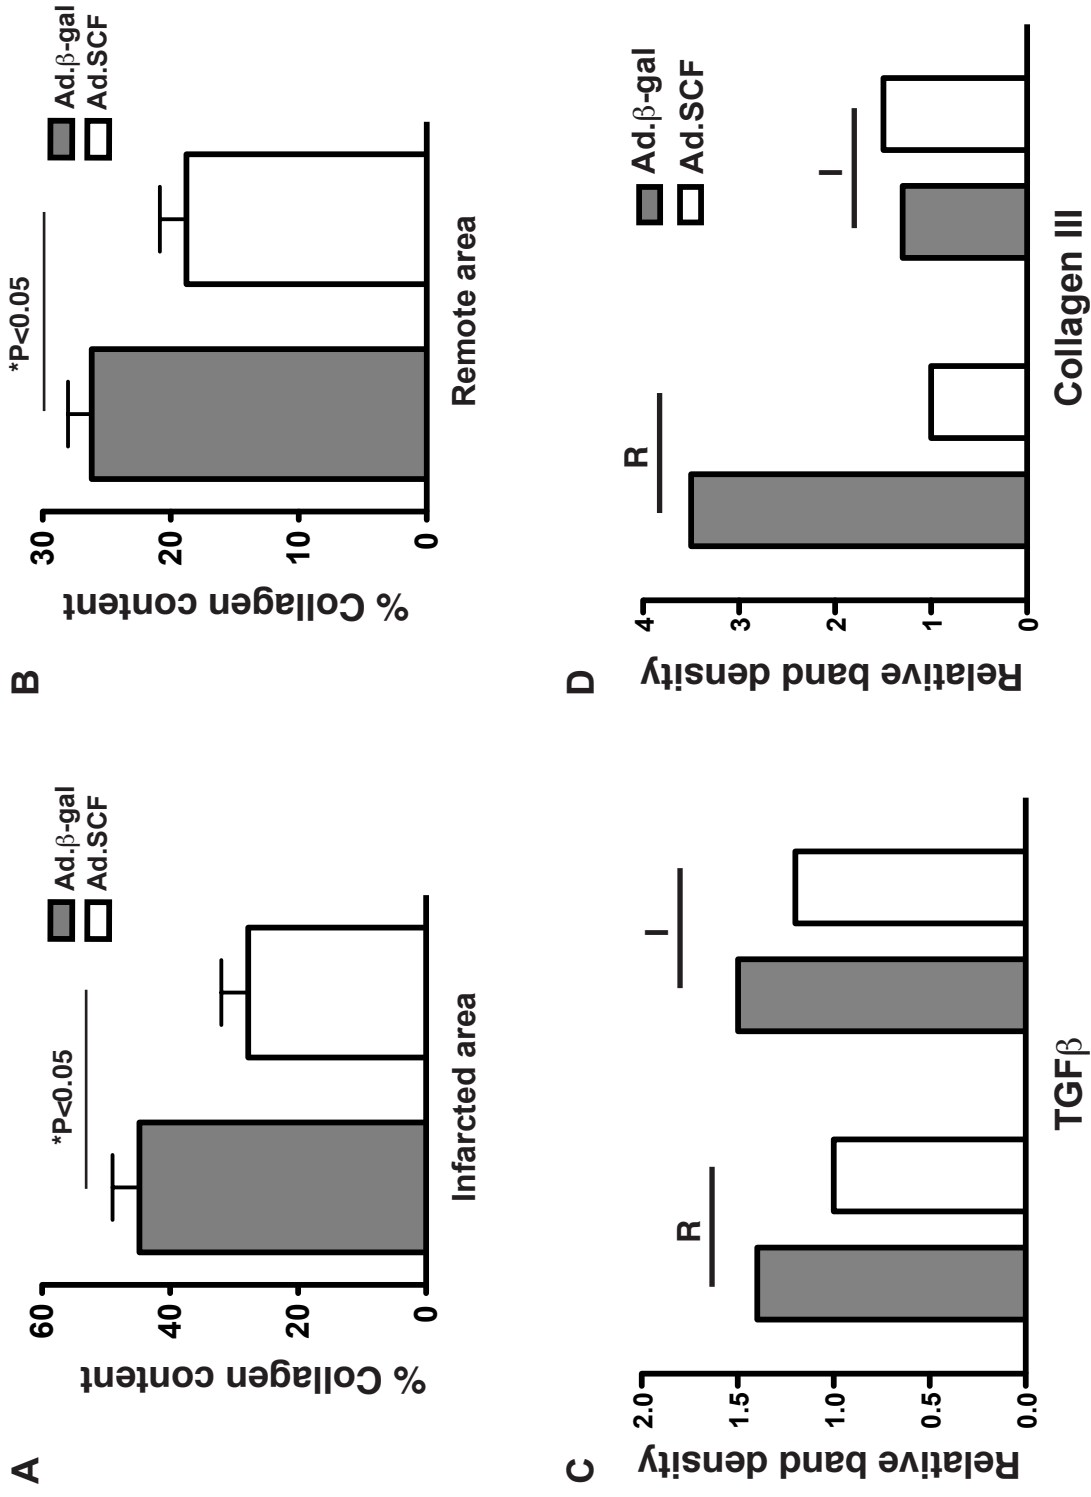 A
% Collagen content
60
40
20
0
*P<0.05
Ad.β-gal
Ad.SCF
Infarcted area
B
% Collagen content
30
20
10
0
*P<0.05
Ad.β-gal
Ad.SCF
Remote area
C
Relative band density
2.0
1.5
1.0
0.5
0.0
R
I
TGFβ
D
Relative band density
4
3
2
1
0
R
I
Ad.β-gal
Ad.SCF
Collagen III